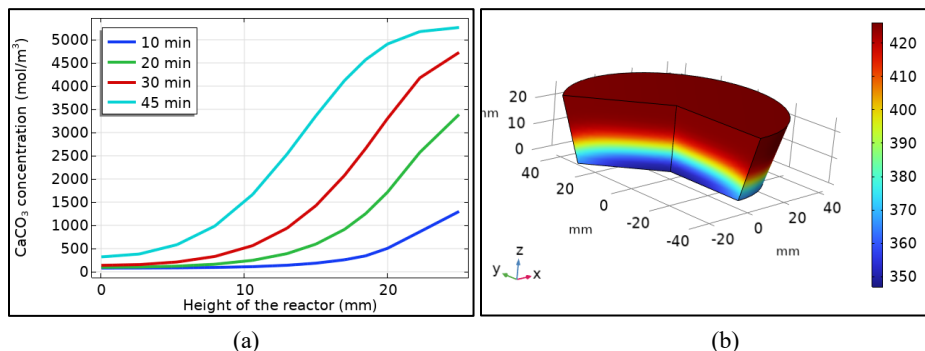 CaCO3 concentration (mol/m³)
5000
4500
4000
3500
3000
2500
2000
1500
1000
500
0
10 min
20 min
30 min
45 min
0 10 20
Height of the reactor (mm)
(a)
420
410
400
390
380
370
360
350
mm
20
10
0
40
20
0
-20
-40
mm
-20
0
20
40
mm
z
y x
(b)